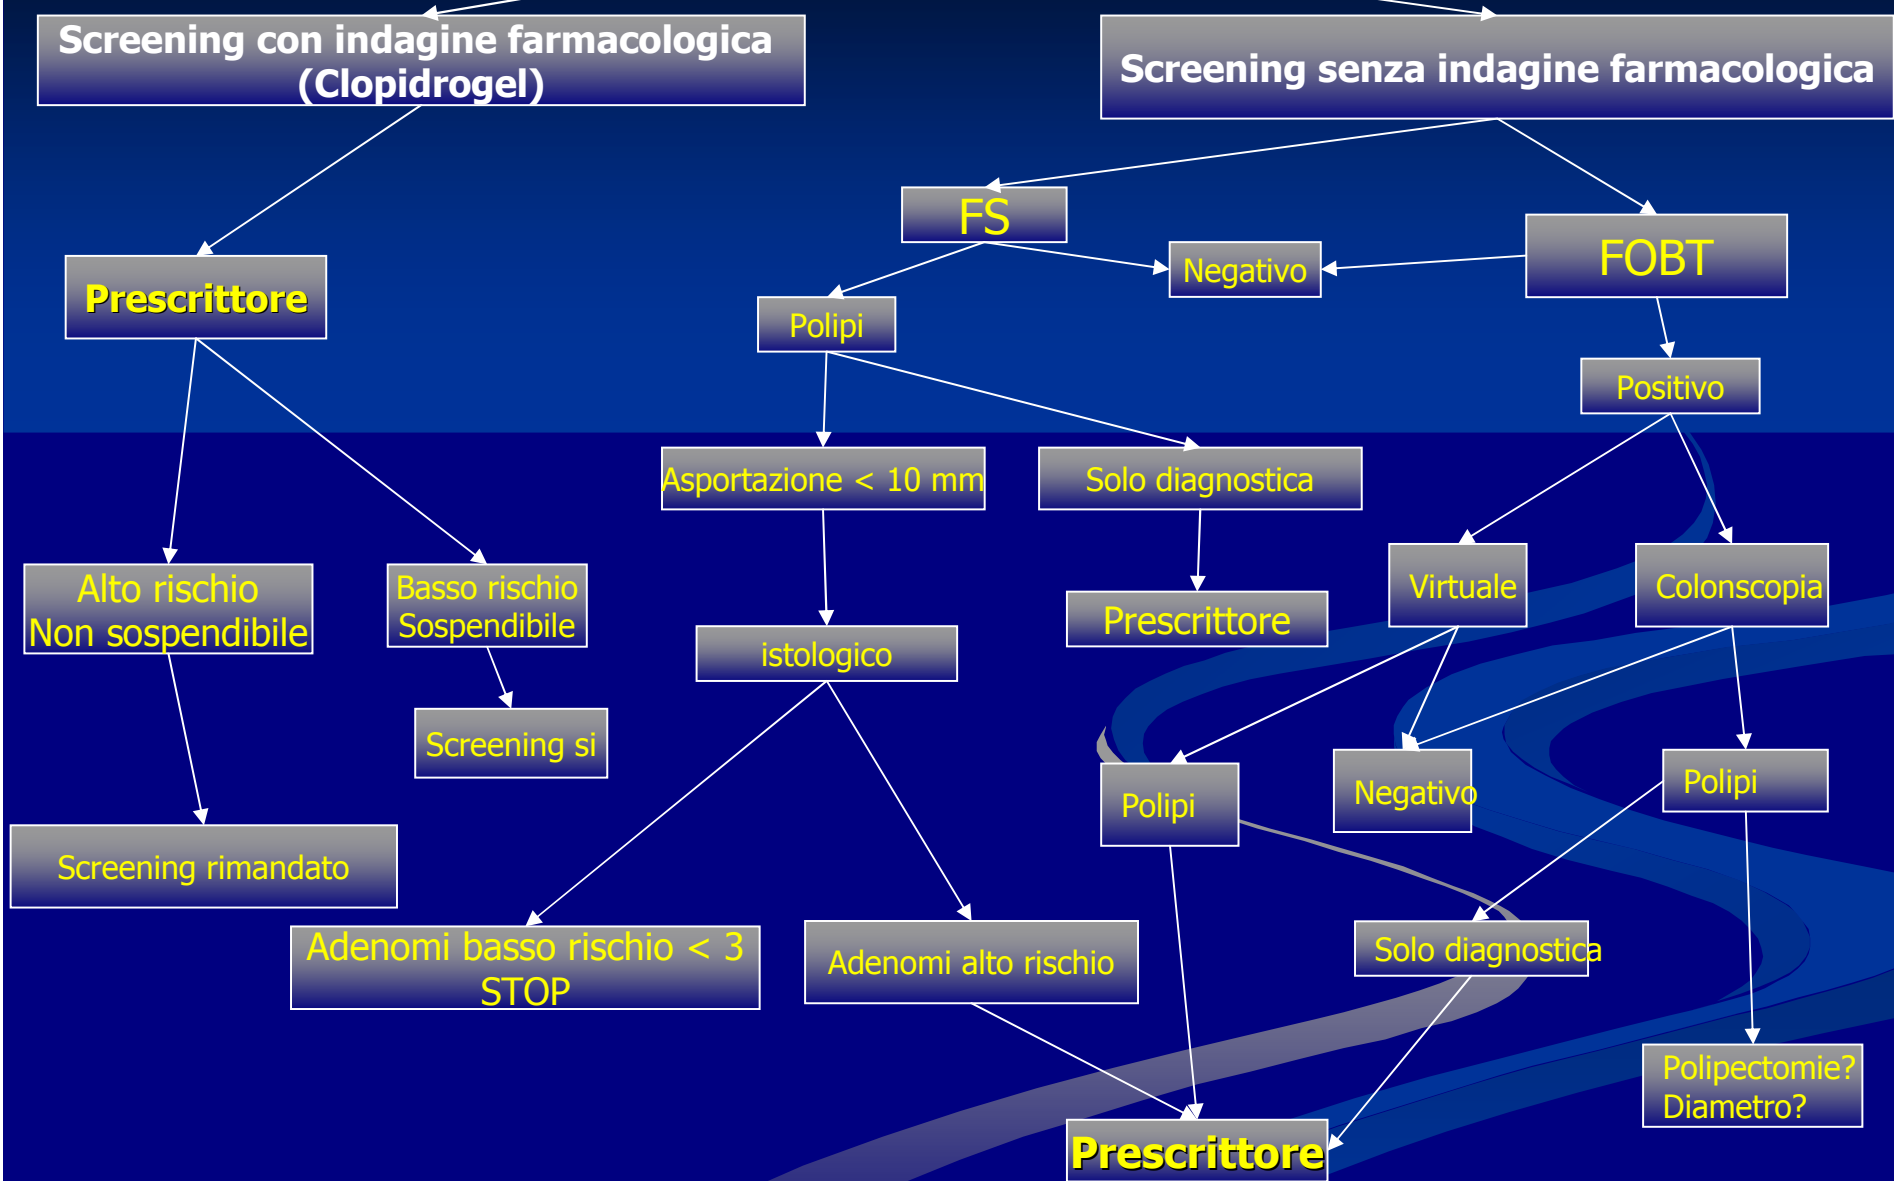 Screening con indagine farmacologica
(Clopidrogel)
Screening senza indagine farmacologica
FS
FOBT
Negativo
Prescrittore
Polipi
Positivo
Asportazione < 10 mm
Solo diagnostica
Alto rischio
Non sospendibile
Basso rischio
Sospendibile
Virtuale
Colonscopia
Prescrittore
istologico
Screening si
Polipi
Negativo
Polipi
Screening rimandato
Adenomi basso rischio < 3
STOP
Adenomi alto rischio
Solo diagnostica
Polipectomie?
Diametro?
Prescrittore